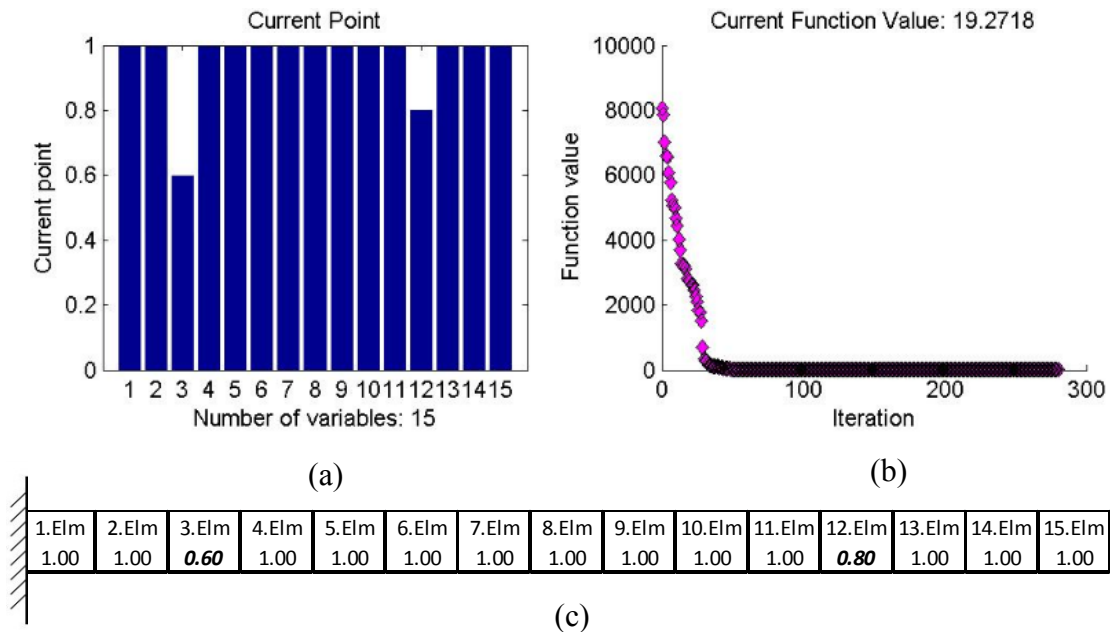 Current Point
1
0.8
0.6
0.4
0.2
0
Current point
1 2 3 4 5 6 7 8 9 10 11 12 13 14 15
Number of variables: 15
(a)
Current Function Value: 19.2718
10000
8000
6000
4000
2000
0
Function value
0 100 200 300
Iteration
(b)
1.Elm 2.Elm 3.Elm 4.Elm 5.Elm 6.Elm 7.Elm 8.Elm 9.Elm 10.Elm 11.Elm 12.Elm 13.Elm 14.Elm 15.Elm
1.00 1.00 0.60 1.00 1.00 1.00 1.00 1.00 1.00 1.00 1.00 0.80 1.00 1.00 1.00
(c)